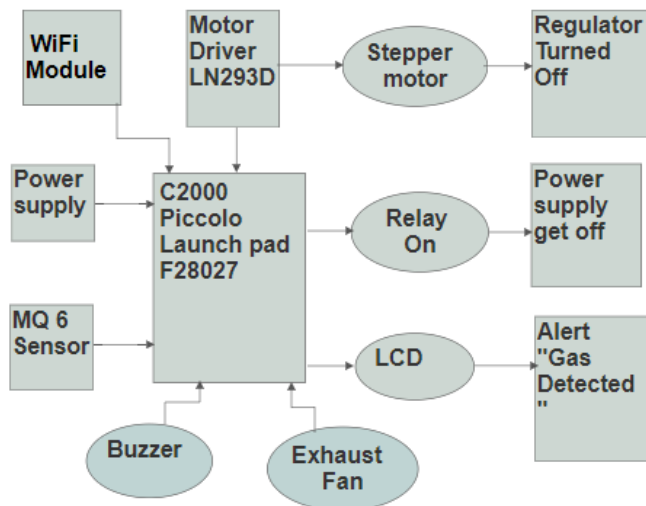 WiFi
Module
Motor
Driver
LN293D
Stepper
motor
Regulator
Turned
Off
Power
supply
C2000
Piccolo
Launch pad
F28027
Relay
On
Power
supply
get off
MQ 6
Sensor
LCD
Alert
"Gas
Detected
"
Buzzer
Exhaust
Fan